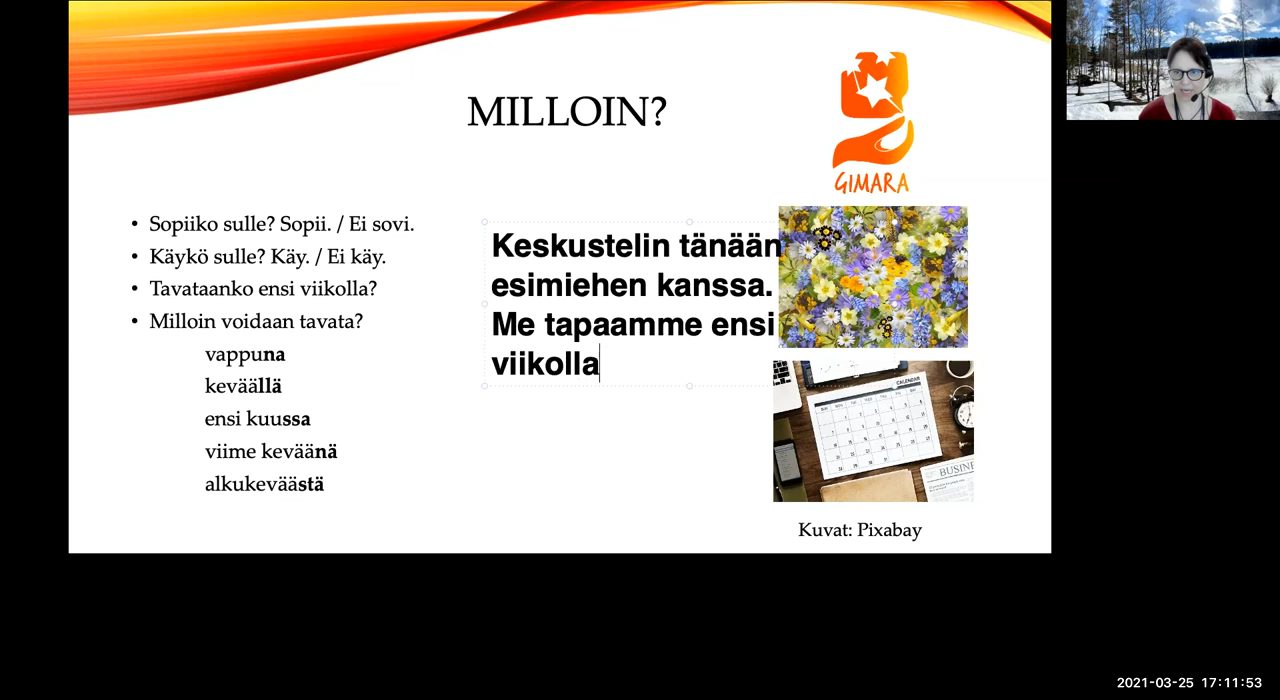 MILLOIN?
GIMARA
• Sopiiko sulle? Sopii. / Ei sovi.
• Käykö sulle? Käy. / Ei käy.
• Tavataanko ensi viikolla?
• Milloin voidaan tavata?
vappuna
keväällä
ensi kuussa
viime keväänä
alkukeväästä
Keskustelin tänään
esimiehen kanssa.
Me tapaamme ensi
viikolla
CALENDAR
BUSINE
Kuvat: Pixabay
2021-03-25 17:11:53